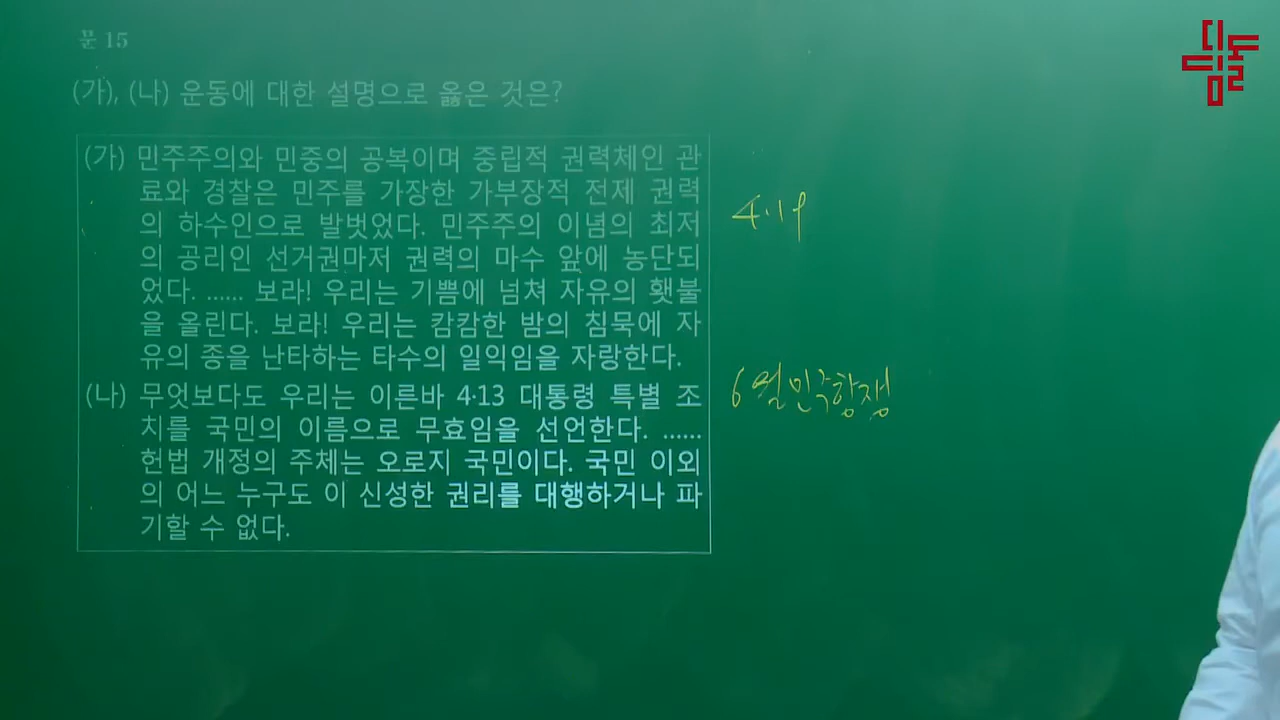 문 15
(가), (나) 운동에 대한 설명으로 옳은 것은?
(가) 민주주의와 민중의 공복이며 중립적 권력체인 관
료와 경찰은 민주를 가장한 가부장적 전제 권력
의 하수인으로 발벗었다. 민주주의 이념의 최저
의 공리인 선거권마저 권력의 마수 앞에 농단되
었다. …… 보라! 우리는 기쁨에 넘쳐 자유의 횃불
을 올린다. 보라! 우리는 캄캄한 밤의 침묵에 자
유의 종을 난타하는 타수의 일익임을 자랑한다.
4·19
(나) 무엇보다도 우리는 이른바 4·13 대통령 특별 조
치를 국민의 이름으로 무효임을 선언한다. ……
헌법 개정의 주체는 오로지 국민이다. 국민 이외
의 어느 누구도 이 신성한 권리를 대행하거나 파
기할 수 없다.
6월민주항쟁